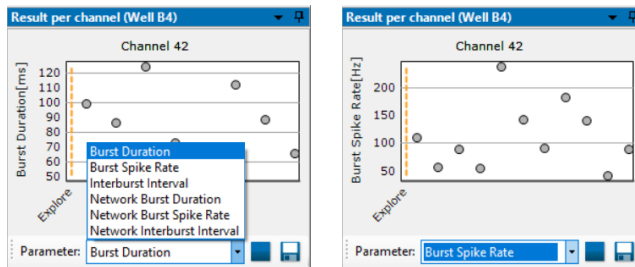 Result per channel (Well B4)
Channel 42
Burst Duration[ms]
120
110
100
90
80
70
60
50
Explore
Burst Duration
Burst Spike Rate
Interburst Interval
Network Burst Duration
Network Burst Spike Rate
Network Interburst Interval
Parameter: Burst Duration
Result per channel (Well B4)
Channel 42
Burst Spike Rate[Hz]
200
150
100
50
Explore
Parameter: Burst Spike Rate